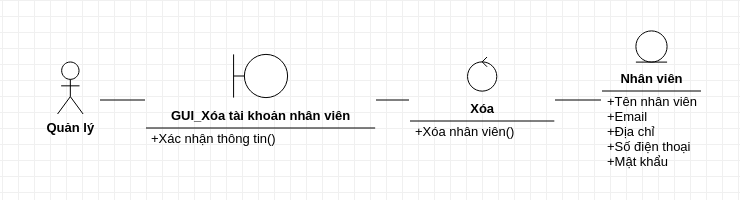 Quản lý
GUI_Xóa tài khoản nhân viên
+Xác nhận thông tin()
Xóa
+Xóa nhân viên()
Nhân viên
+Tên nhân viên
+Email
+Địa chỉ
+Số điện thoại
+Mật khẩu